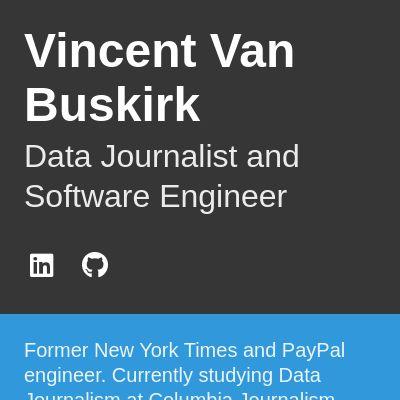 Vincent Van
Buskirk
Data Journalist and
Software Engineer
in
Former New York Times and PayPal
engineer. Currently studying Data
Journalism at Columbia Journalism